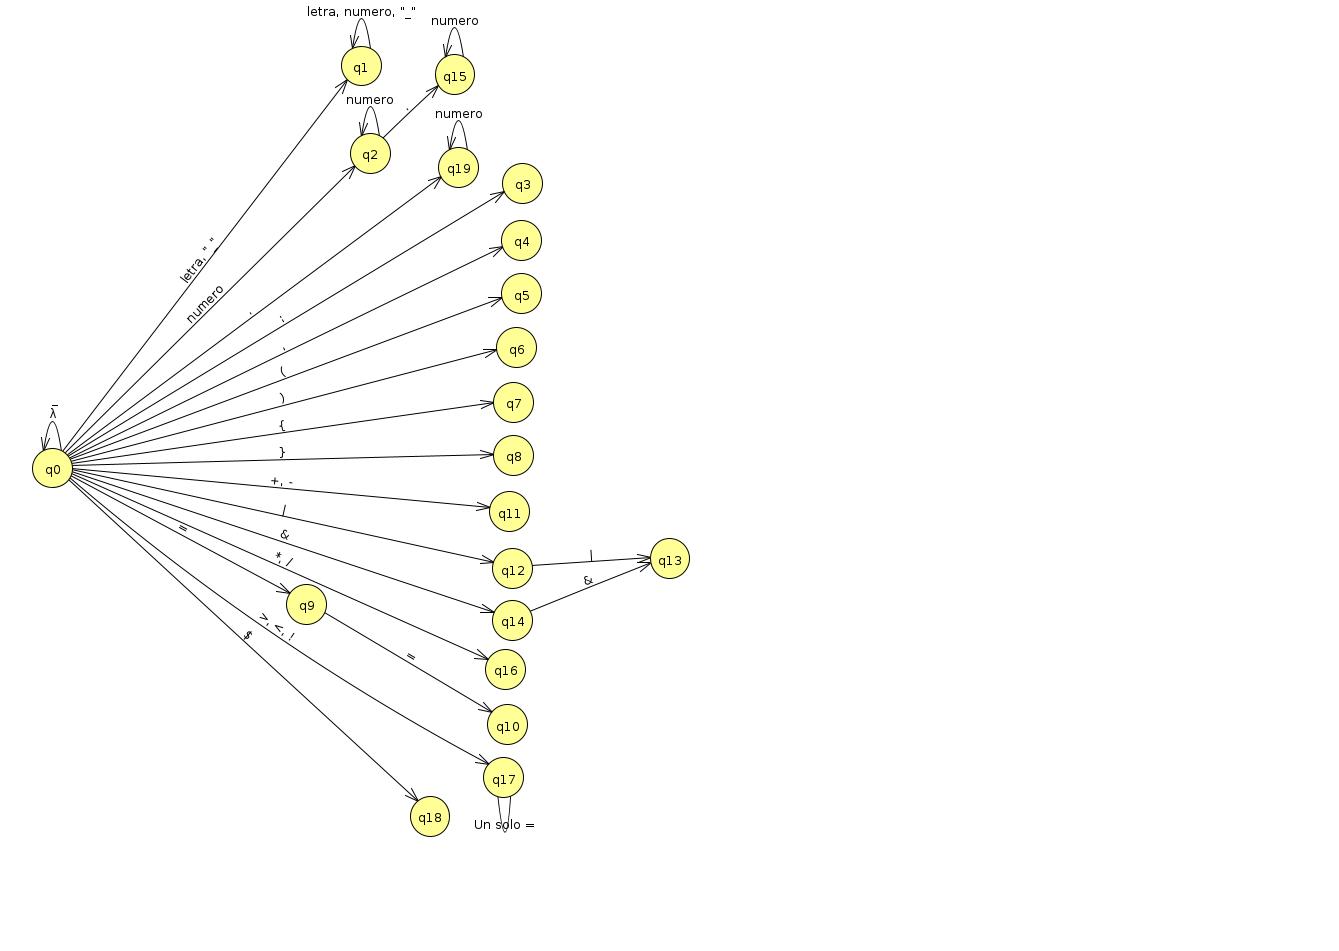 letra, numero, "_"
numero
q1
q15
numero
.
numero
q2
q19
q3
letra, "_"
q4
numero
q5
.
;
,
q6
(
)
q7
{
λ
}
q8
q0
+, -
|
q11
=
&
*, /
|
q12
q13
&
q9
q14
>, <, !
$
=
q16
q10
q17
q18
Un solo =